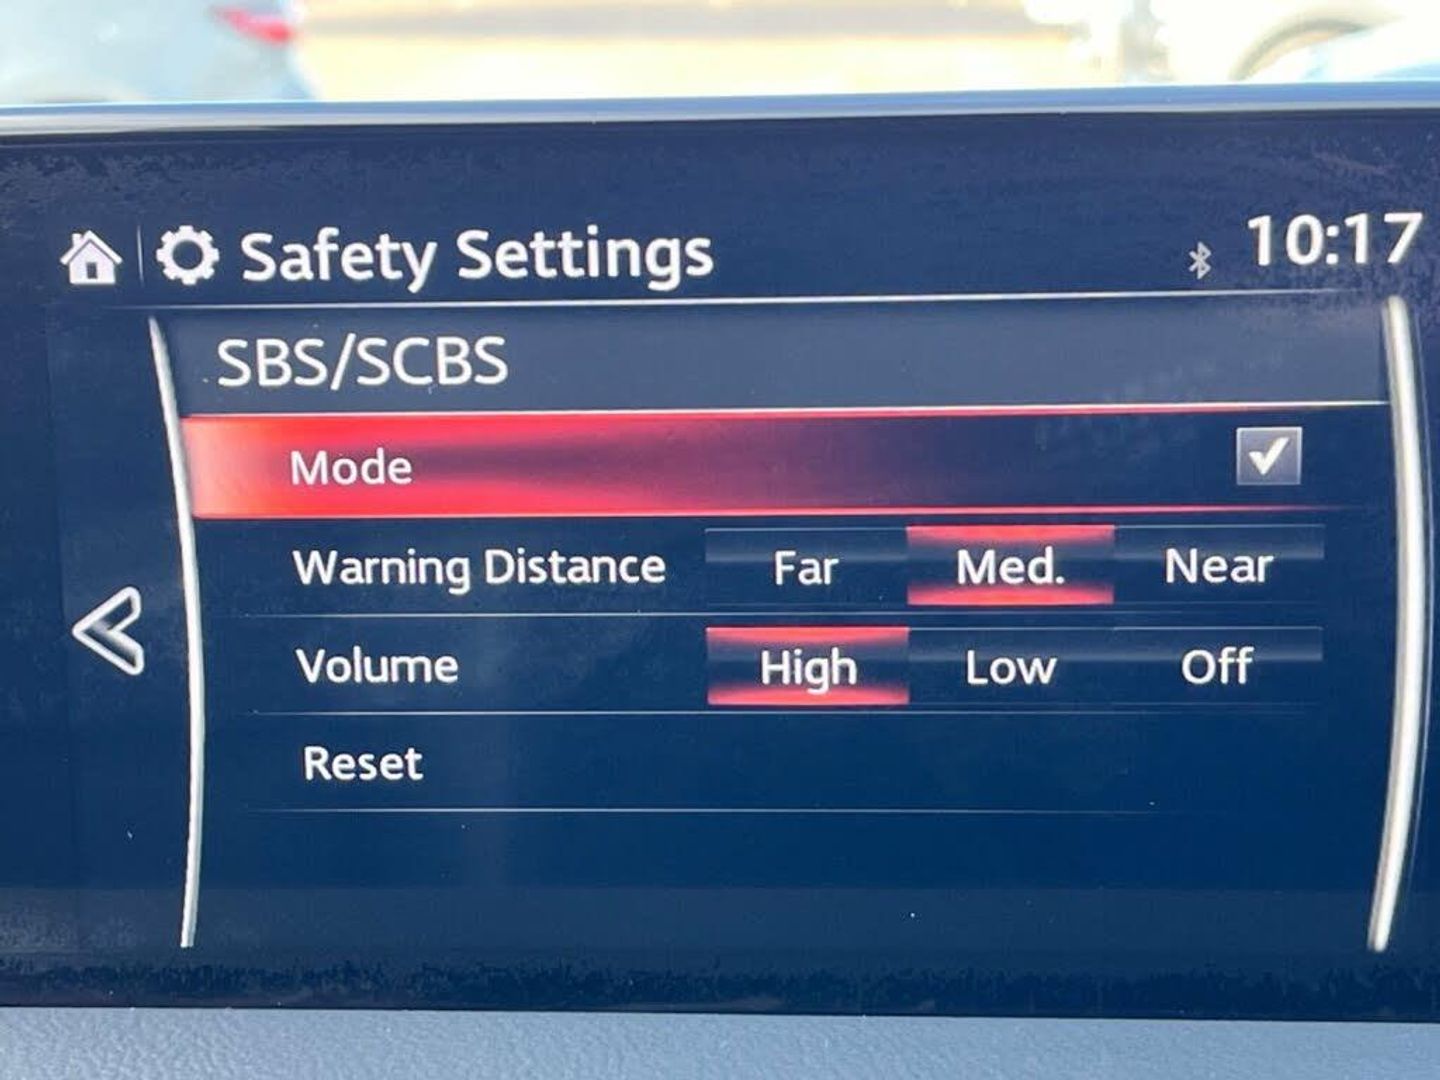 Safety Settings 10:17
SBS/SCBS
Mode
Warning Distance Far Med. Near
Volume High Low Off
Reset